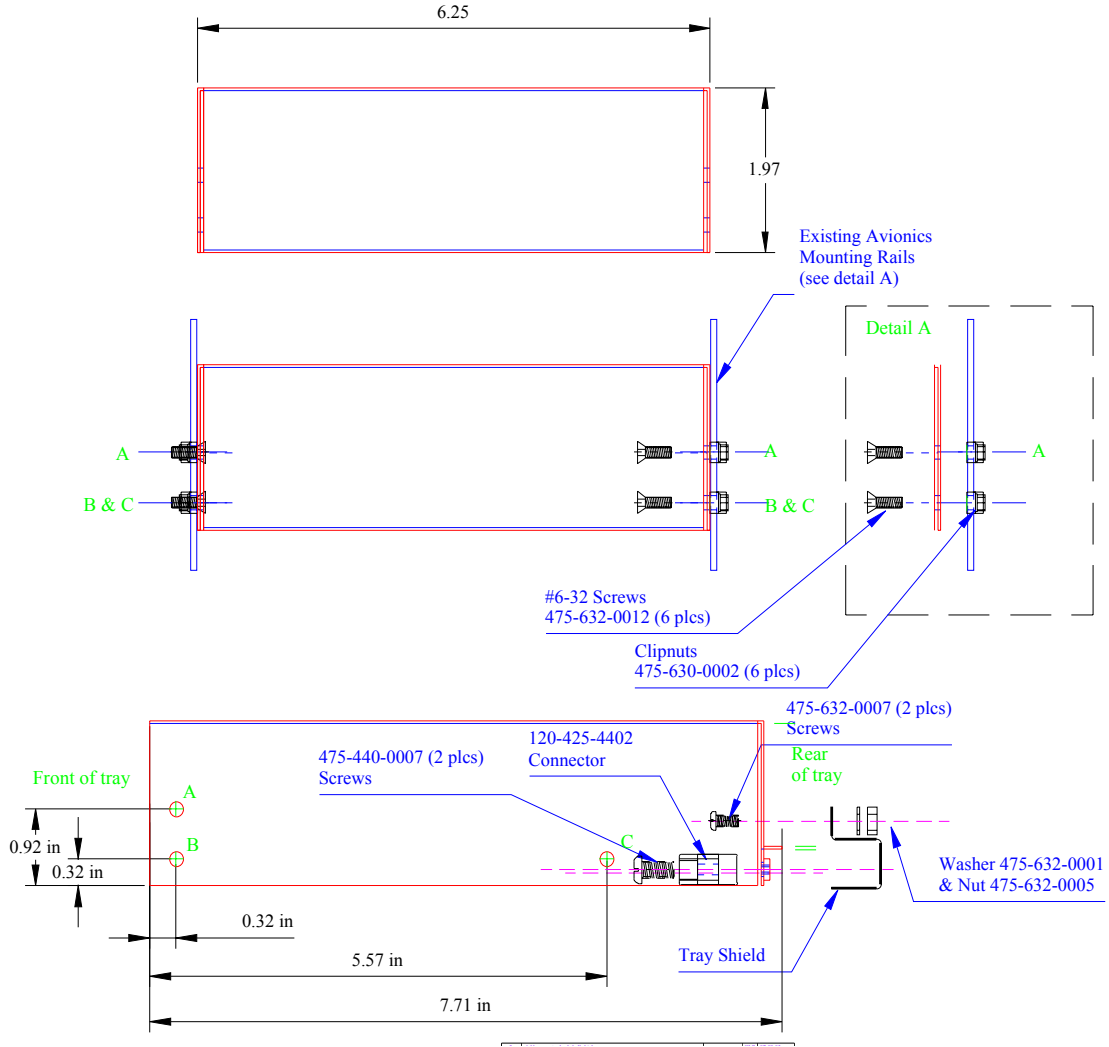 6.25
1.97
Existing Avionics
Mounting Rails
(see detail A)
Detail A
A
A
A
B & C
B & C
#6-32 Screws
475-632-0012 (6 plcs)
Clipnuts
475-630-0002 (6 plcs)
475-632-0007 (2 plcs)
Screws
120-425-4402
Connector
475-440-0007 (2 plcs)
Screws
Rear
of tray
Front of tray
A
B
C
0.92 in
0.32 in
Washer 475-632-0001
& Nut 475-632-0005
0.32 in
Tray Shield
5.57 in
7.71 in